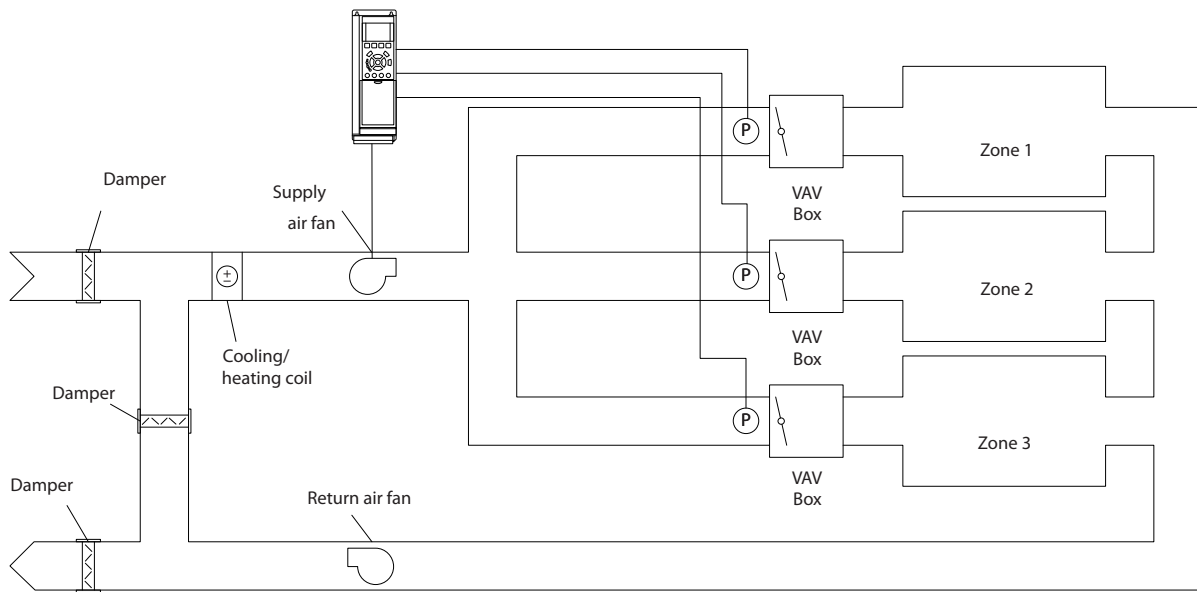 P
Zone 1
Damper
Supply
air fan
VAV
Box
P
Zone 2
Cooling/
heating coil
VAV
Box
Damper
P
Zone 3
Damper
Return air fan
VAV
Box